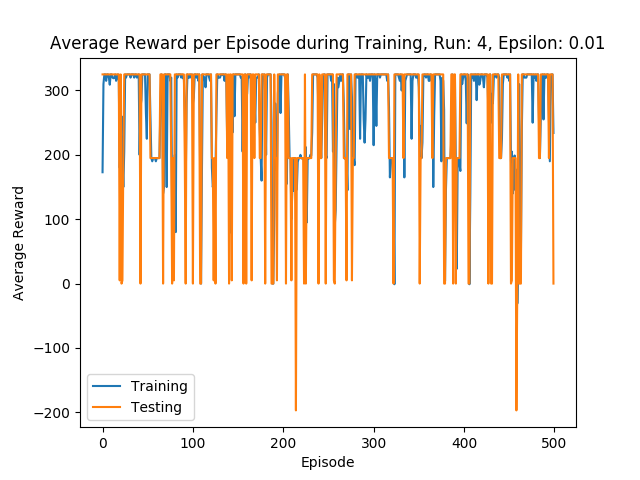 Average Reward per Episode during Training, Run: 4, Epsilon: 0.01
300
200
100
0
−100
−200
Average Reward
Training
Testing
0 100 200 300 400 500
Episode